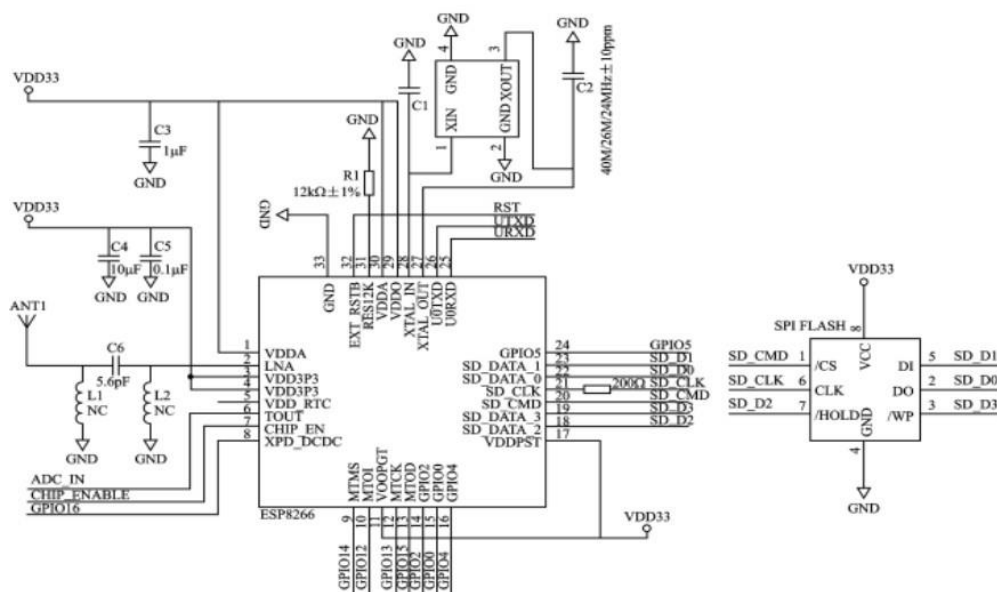 GND
GND
GND
VDD33
4
3
GND
XOUT
C1
XIN
GND
C2
40M/26M/24MHz±10ppm
C3
1μF
GND
GND
1
2
GND
R1
12kΩ±1%
VDD33
GND
RST
UTXD
URXD
C4
10μF
C5
0.1μF
GND
GND
33
32
31
30
29
28
27
26
25
GND
EXT_RSTB
RES12K
VDDA
VDDO
XTAL_IN
XTAL_OUT
U0TXD
U0RXD
ANT1
C6
5.6pF
L1
NC
L2
NC
GND
GND
1 VDDA
2 LNA
3 VDD3P3
4 VDD3P3
5 VDD_RTC
6 TOUT
7 CHIP_EN
8 XPD_DCDC
ADC_IN
CHIP_ENABLE
GPIO16
GPIO5 24 GPIO5
SD_DATA_1 23 SD_D1
SD_DATA_0 22 SD_D0
SD_CLK 21 200Ω SD_CLK
SD_CMD 20 SD_CMD
SD_DATA_3 19 SD_D3
SD_DATA_2 18 SD_D2
VDDPST 17
ESP8266
MTMS
MTOI
VOOPGT
MTCK
MTOD
GPIO2
GPIO0
GPIO4
9
10
11
12
13
14
15
16
GPIO14
GPIO12
GPIO13
GPIO15
GPIO2
GPIO0
GPIO4
VDD33
VDD33
SPI FLASH
8
VCC
SD_CMD 1 /CS DI 5 SD_D1
SD_CLK 6 CLK DO 2 SD_D0
SD_D2 7 /HOLD /WP 3 SD_D3
GND
4
GND